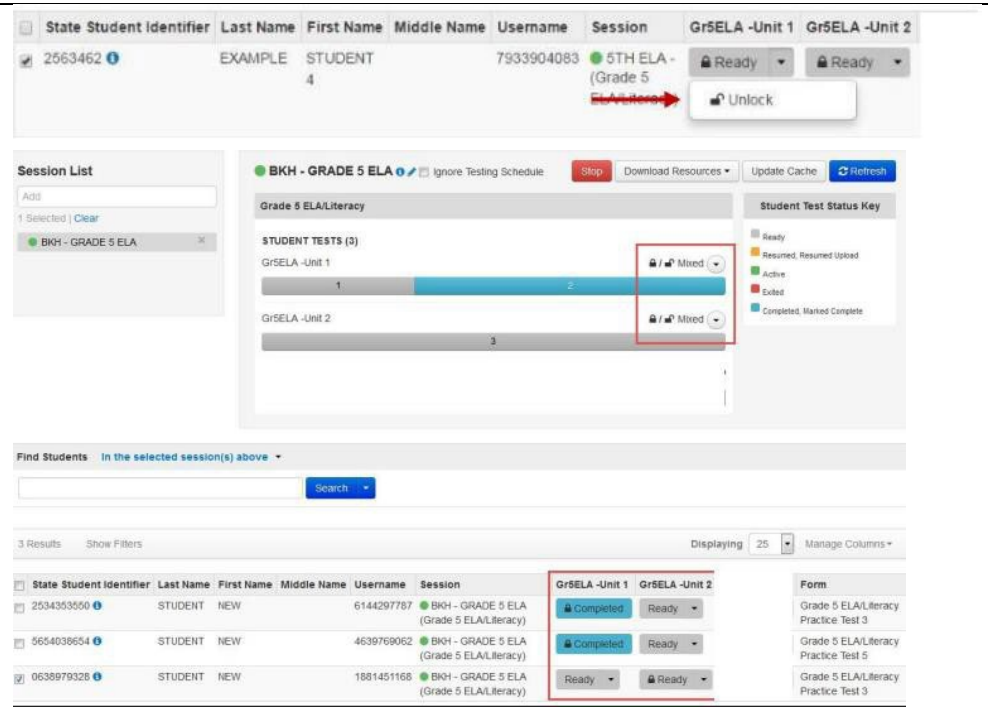 State Student Identifier Last Name First Name Middle Name Username Session Gr5ELA -Unit 1 Gr5ELA -Unit 2
2563462 EXAMPLE STUDENT 7933904083 5TH ELA - Ready Ready
4 (Grade 5
ELA/Literacy) Unlock
Session List
Add
1 Selected | Clear
BKH - GRADE 5 ELA
BKH - GRADE 5 ELA Ignore Testing Schedule Stop Download Resources Update Cache Refresh
Grade 5 ELA/Literacy
STUDENT TESTS (3)
Gr5ELA -Unit 1 / Mixed
1 2
Gr5ELA -Unit 2 / Mixed
3
Student Test Status Key
Ready
Resumed, Resumed Upload
Active
Exited
Completed, Marked Complete
Find Students In the selected session(s) above
Search
3 Results Show Filters Displaying 25 Manage Columns
State Student Identifier Last Name First Name Middle Name Username Session Gr5ELA -Unit 1 Gr5ELA -Unit 2 Form
2534353550 STUDENT NEW 6144297787 BKH - GRADE 5 ELA Completed Ready Grade 5 ELA/Literacy
(Grade 5 ELA/Literacy) Practice Test 3
5654038654 STUDENT NEW 4639769062 BKH - GRADE 5 ELA Completed Ready Grade 5 ELA/Literacy
(Grade 5 ELA/Literacy) Practice Test 5
0638979328 STUDENT NEW 1881451168 BKH - GRADE 5 ELA Ready Ready Grade 5 ELA/Literacy
(Grade 5 ELA/Literacy) Practice Test 3